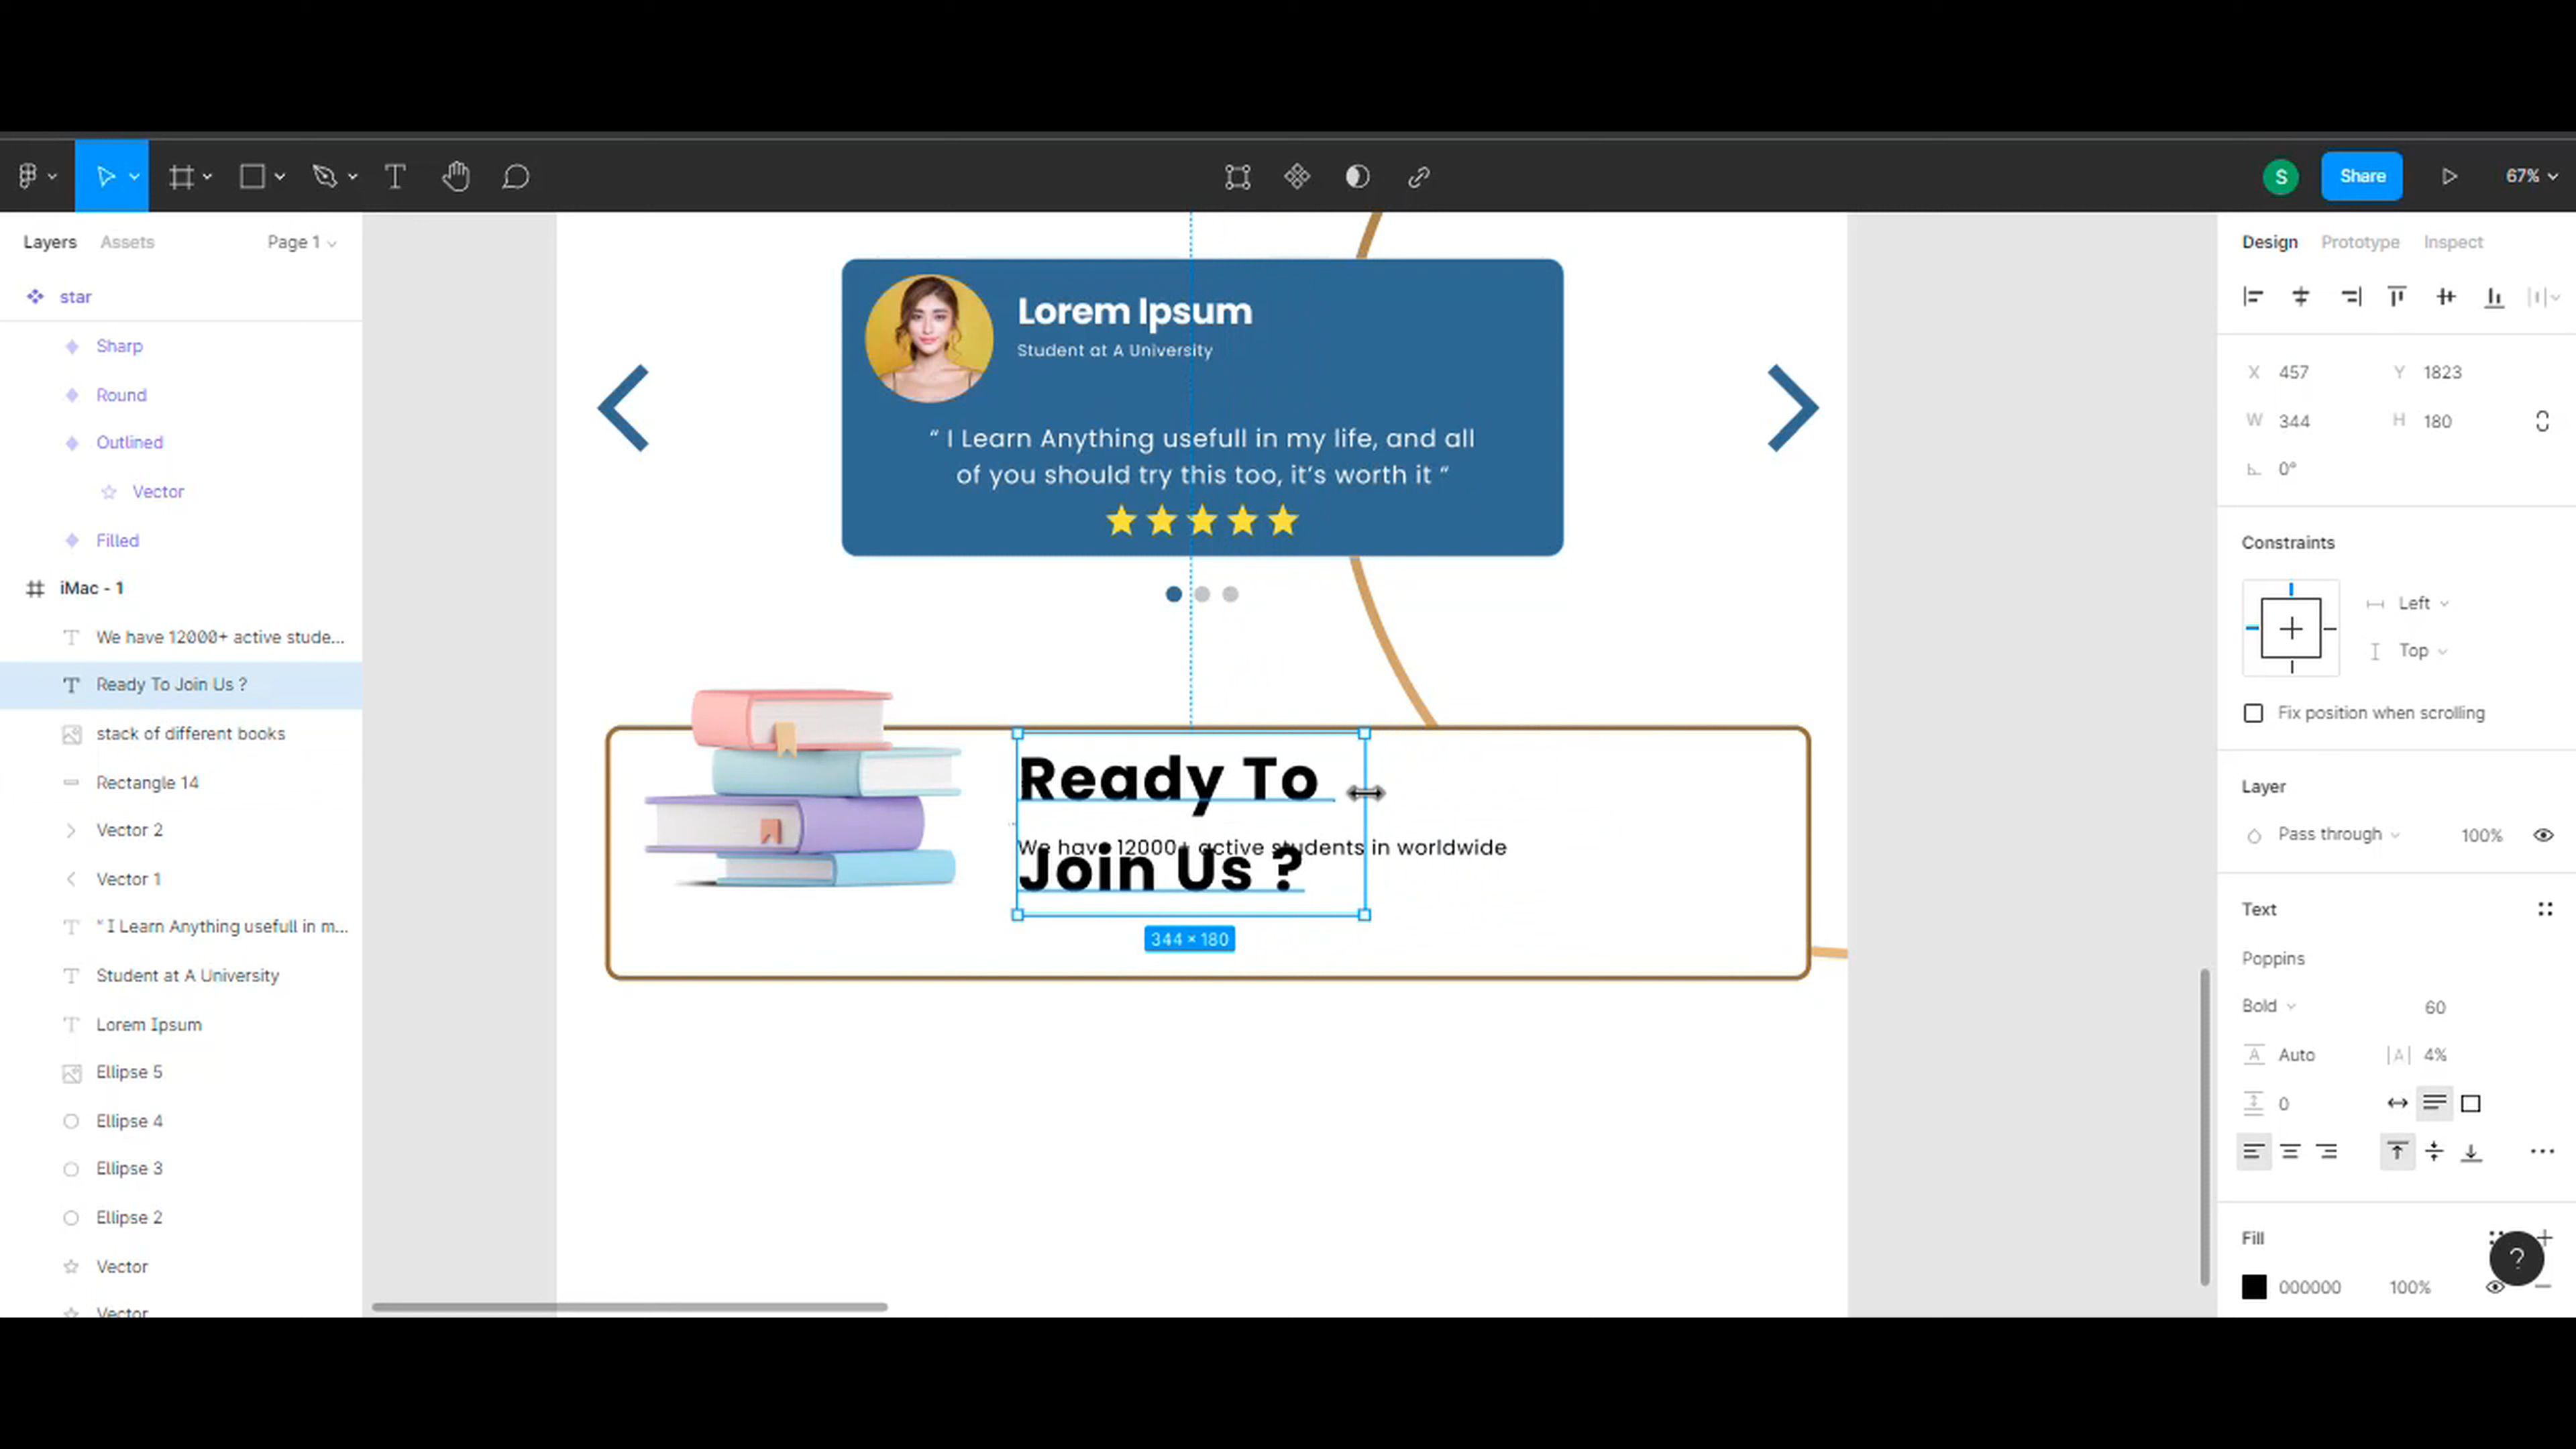 S
Share
67%
Layers
Assets
Page 1
star
Sharp
Round
Outlined
Vector
Filled
iMac - 1
We have 12000+ active stude...
Ready To Join Us ?
stack of different books
Rectangle 14
Vector 2
Vector 1
“ I Learn Anything usefull in m...
Student at A University
Lorem Ipsum
Ellipse 5
Ellipse 4
Ellipse 3
Ellipse 2
Vector
Vector
Lorem Ipsum
Student at A University
“ I Learn Anything usefull in my life, and all
of you should try this too, it’s worth it “
Ready To
We have 12000+ active students in worldwide
Join Us ?
344 × 180
Design
Prototype
Inspect
X 457
Y 1823
W 344
H 180
0°
Constraints
Left
Top
Fix position when scrolling
Layer
Pass through
100%
Text
Poppins
Bold
60
Auto
4%
0
Fill
000000
100%
?